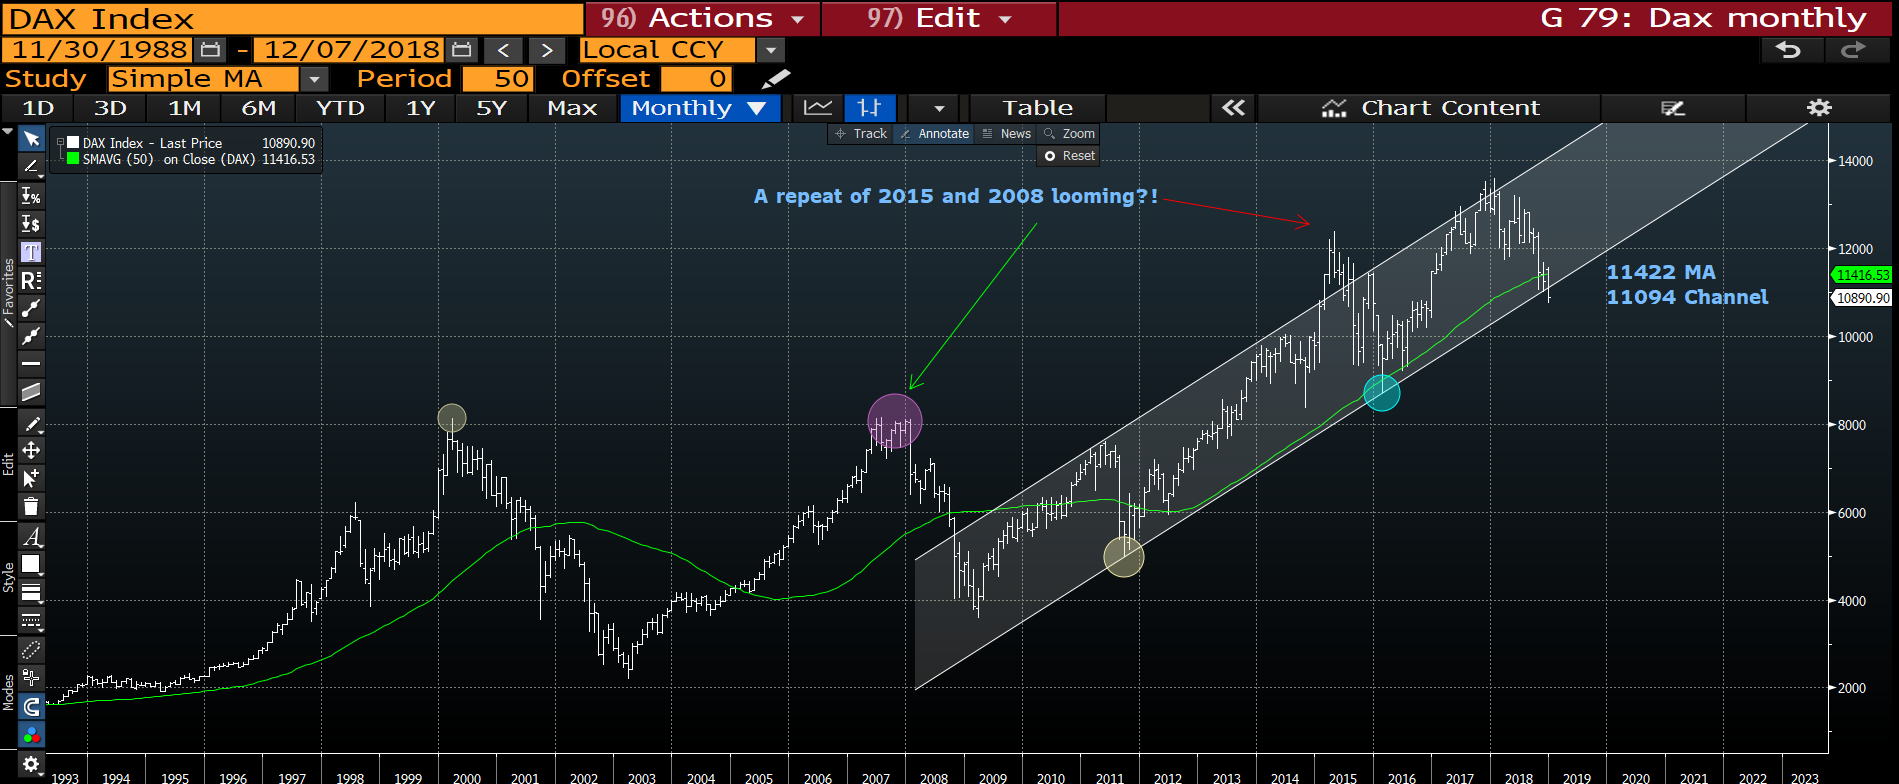 DAX Index
96) Actions
97) Edit
G 79: Dax monthly
11/30/1988 - 12/07/2018 < > Local CCY
Study Simple MA Period 50 Offset 0
1D 3D 1M 6M YTD 1Y 5Y Max Monthly Table Chart Content
Track Annotate News Zoom
Reset
DAX Index - Last Price 10890.90
SMAVG (50) on Close (DAX) 11416.53
A repeat of 2015 and 2008 looming?!
11422 MA
11094 Channel
14000
12000
11416.53
10890.90
10000
8000
6000
4000
2000
Favorites
%
$
T
R
Edit
A
Style
Modes
1993 1994 1995 1996 1997 1998 1999 2000 2001 2002 2003 2004 2005 2006 2007 2008 2009 2010 2011 2012 2013 2014 2015 2016 2017 2018 2019 2020 2021 2022 2023